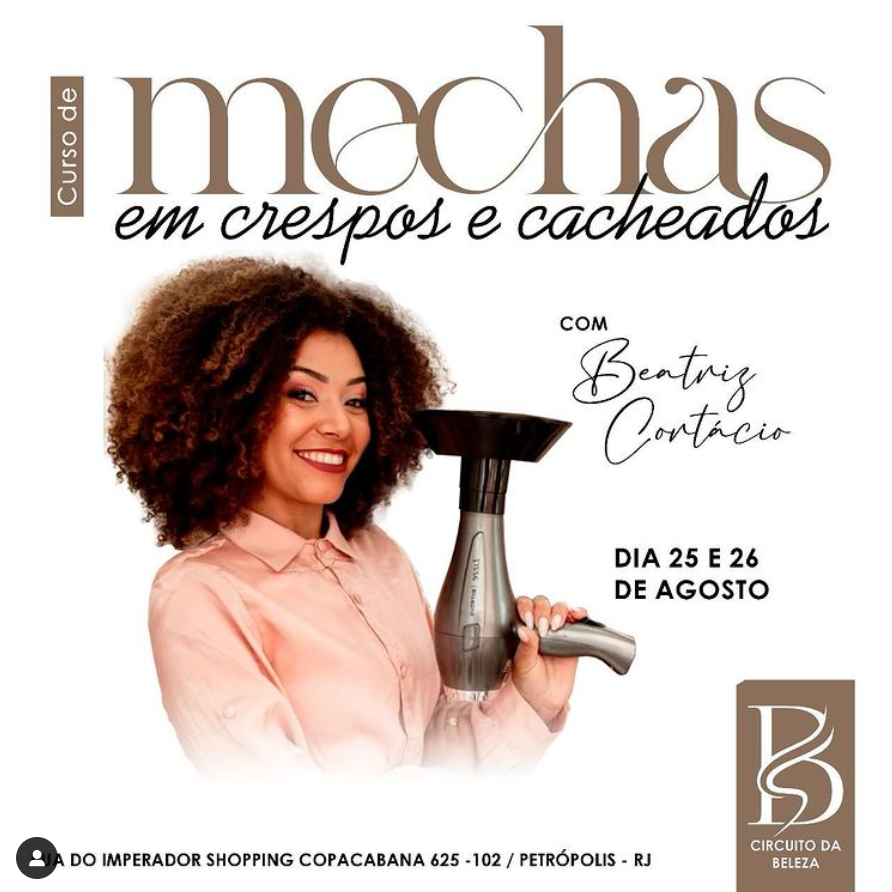 Curso de
mechas
em crespos e cacheados
COM
Beatriz
Cortácio
DIA 25 E 26
DE AGOSTO
B
CIRCUITO DA
BELEZA
DO IMPERADOR SHOPPING COPACABANA 625 -102 / PETRÓPOLIS - RJ